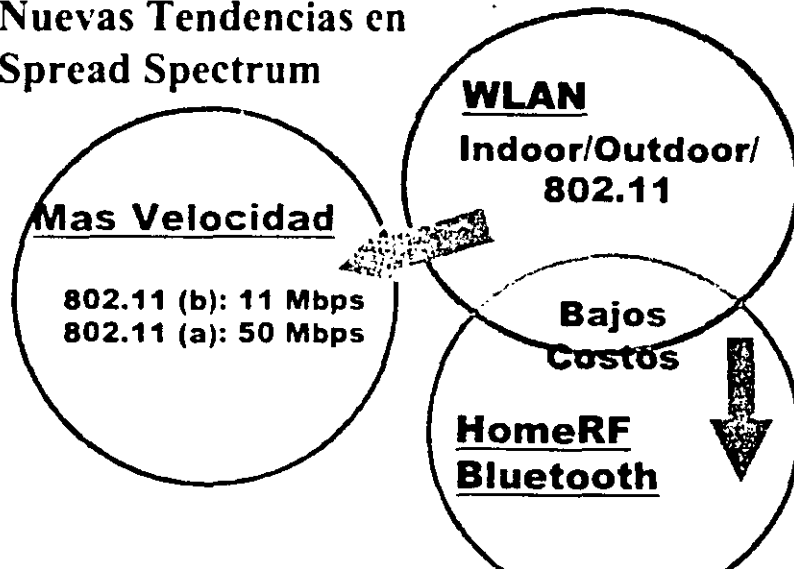 Nuevas Tendencias en
Spread Spectrum
WLAN
Indoor/Outdoor/
802.11
Mas Velocidad
802.11 (b): 11 Mbps
802.11 (a): 50 Mbps
Bajos
Costos
HomeRF
Bluetooth